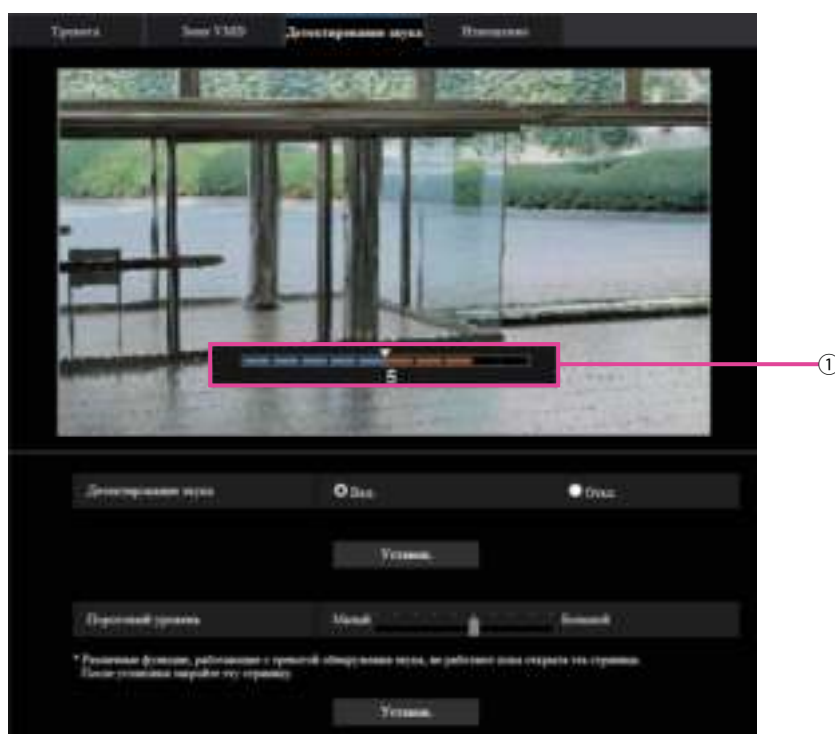 Тревога
Зона VMD
Детектирование звука
Извещение
5
①
Детектирование звука
Вкл.
Откл.
Установ.
Пороговый уровень
Малый
Большой
* Различные функции, работающие с тревогой обнаружения звука, не работают пока открыта эта страница.
После установки закройте эту страницу.
Установ.